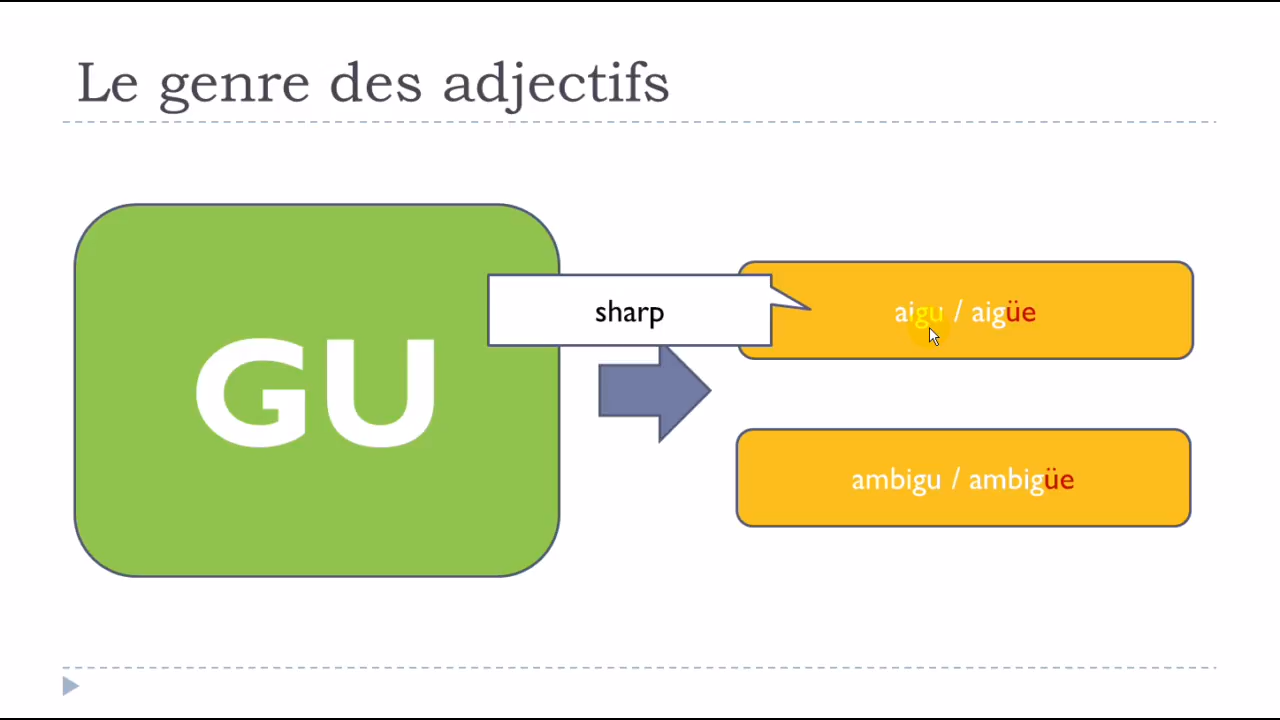 Le genre des adjectifs
GU
sharp
aigu / aigüe
ambigu / ambigüe